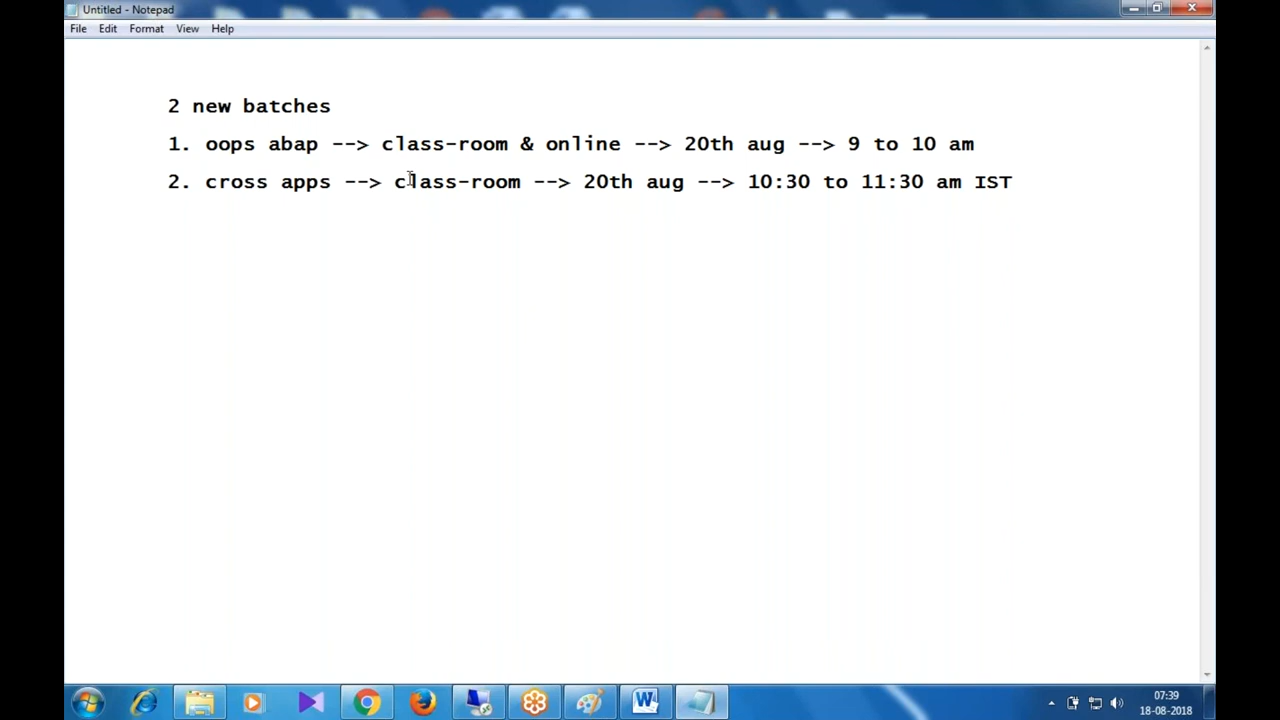 Untitled - Notepad
File Edit Format View Help
2 new batches
1. oops abap --> class-room & online --> 20th aug --> 9 to 10 am
2. cross apps --> class-room --> 20th aug --> 10:30 to 11:30 am IST
07:39
18-08-2018